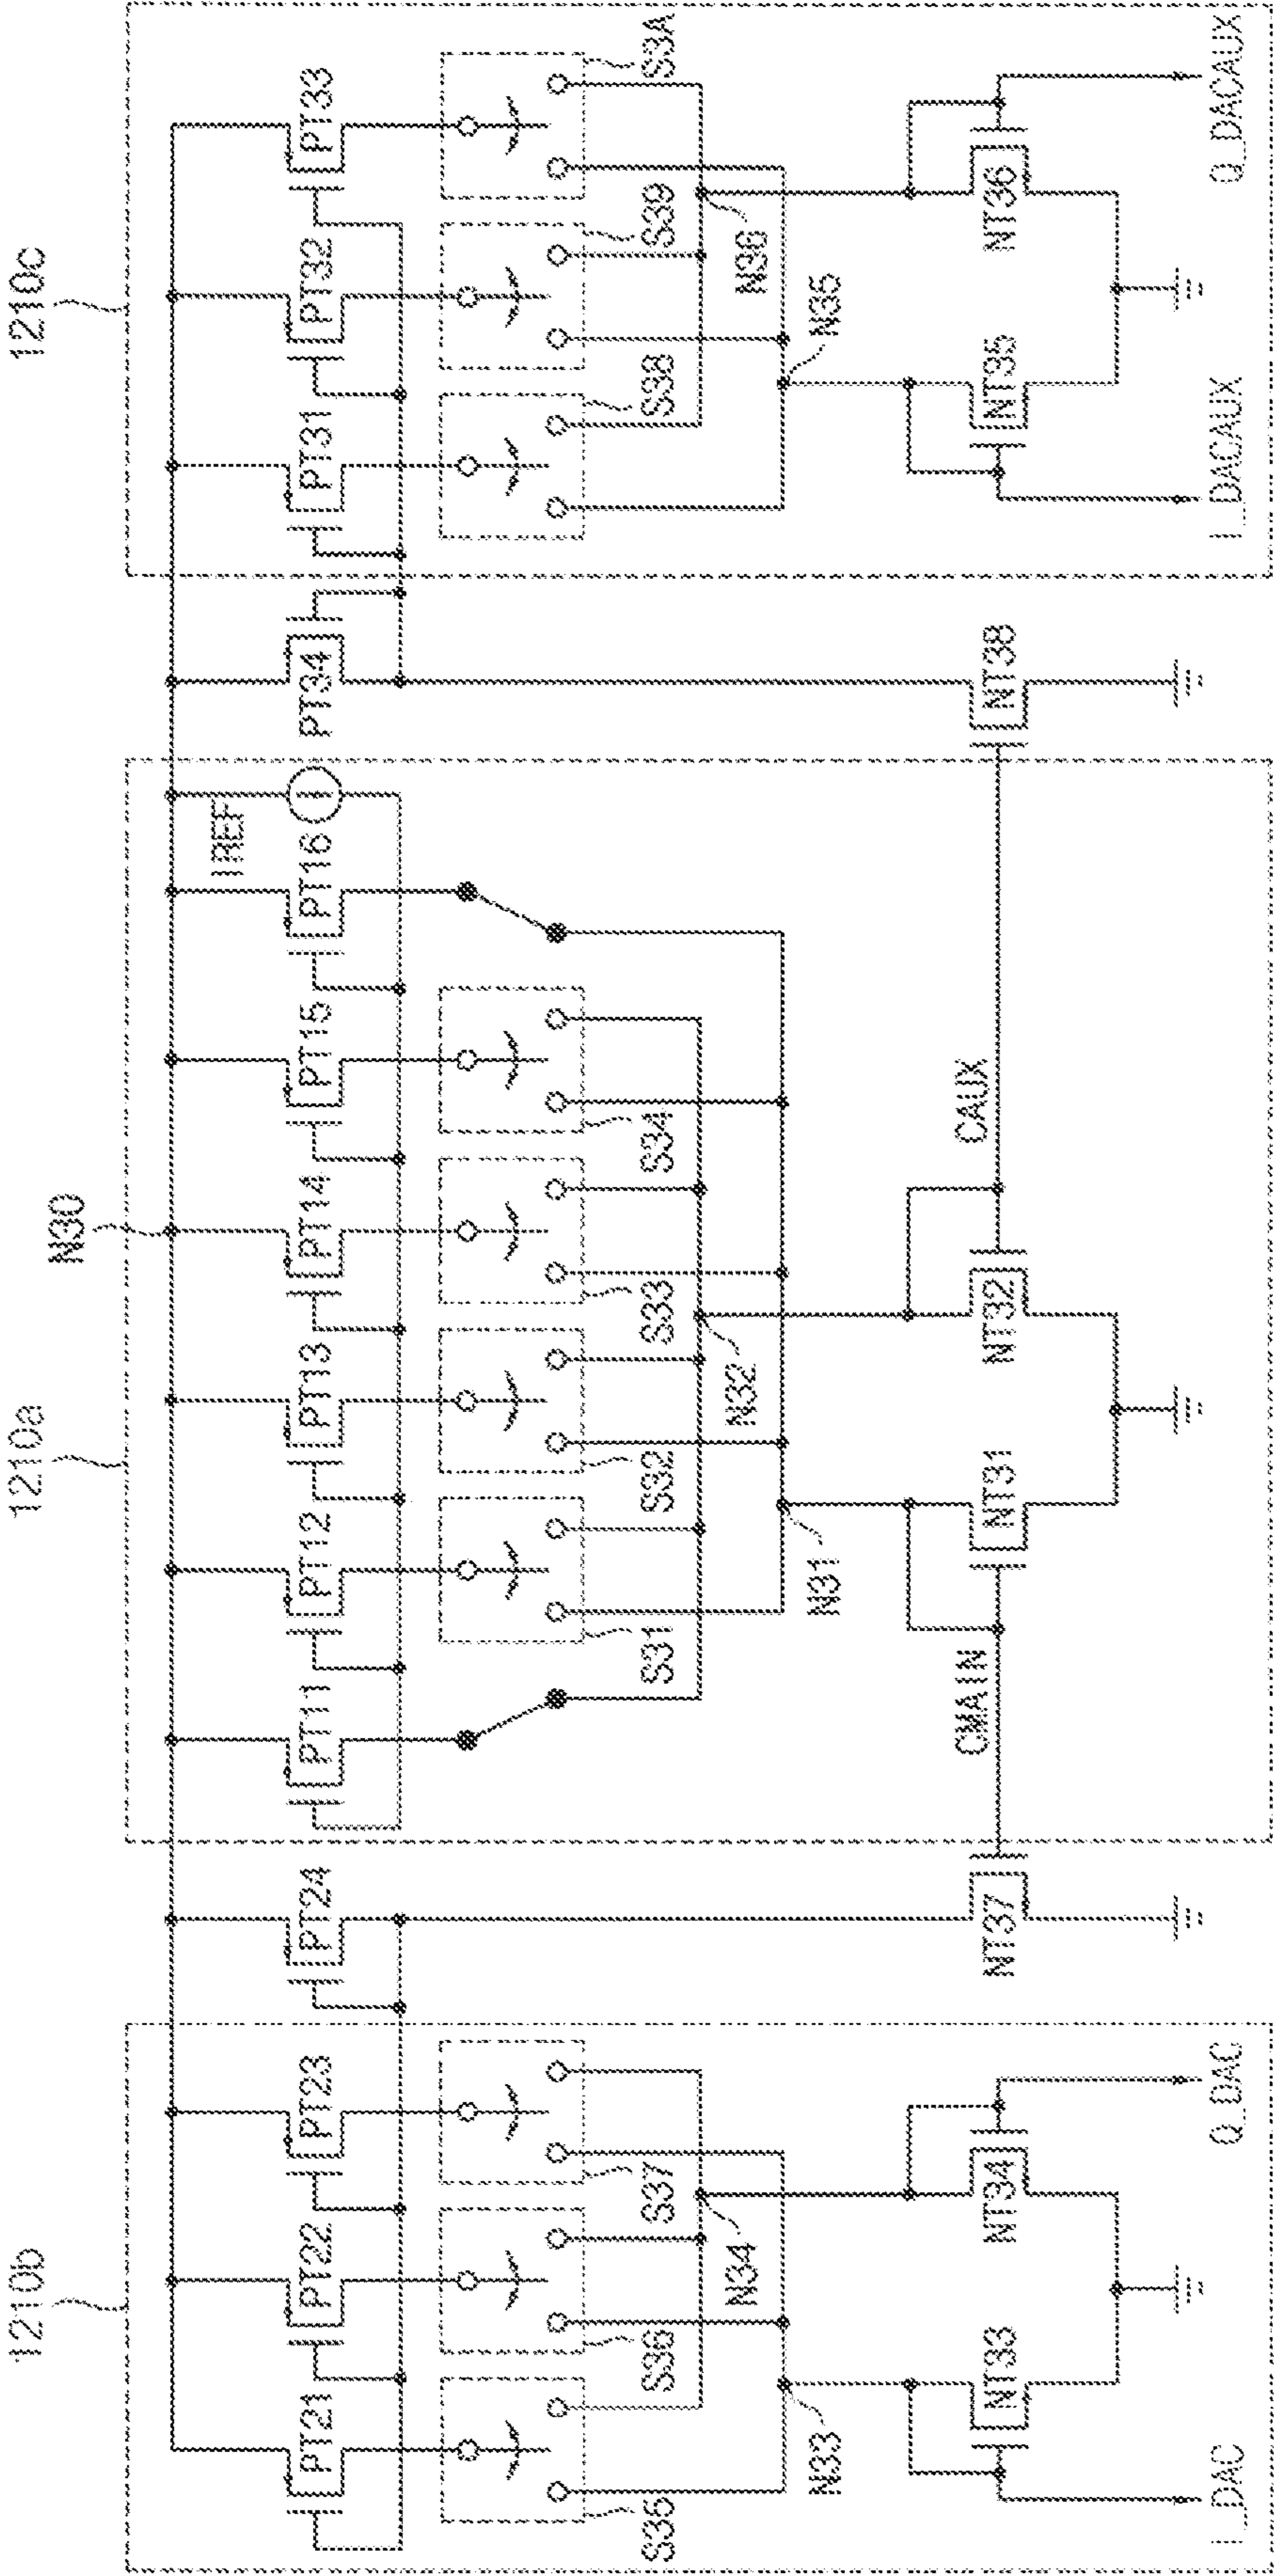 1210b
1210a
N30
1210c
PT21
PT22
PT23
PT24
PT11
PT12
PT13
PT14
PT15
PT16
IREF
PT34
PT31
PT32
PT33
S35
S36
S37
S31
S32
S33
S34
S38
S39
S3A
N33
N34
N31
N32
N35
N36
CMAIN
CAUX
NT33
NT34
NT37
NT31
NT32
NT38
NT35
NT36
I_DAC
Q_DAC
I_DACAUX
Q_DACAUX